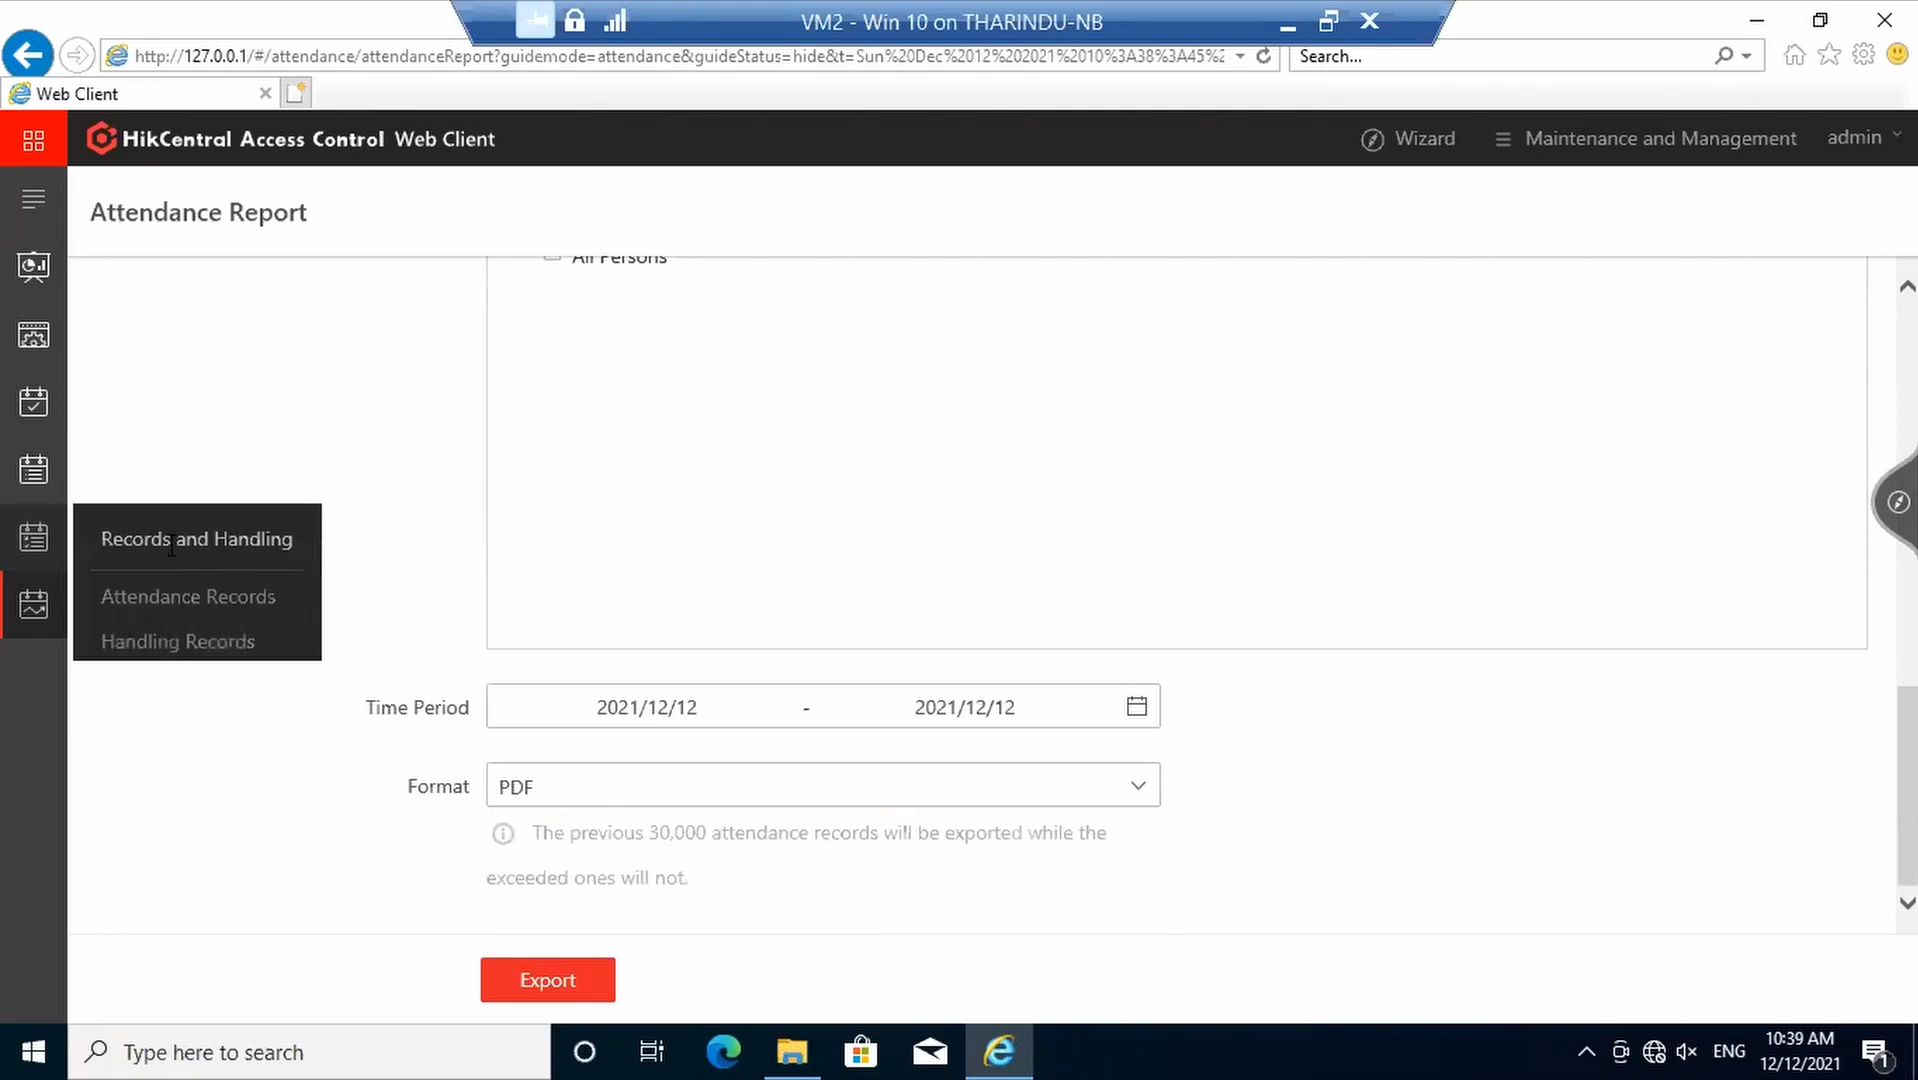 VM2 - Win 10 on THARINDU-NB
http://127.0.0.1/#/attendance/attendanceReport?guidemode=attendance&guideStatus=hide&t=Sun%20Dec%2012%202021%2010%3A38%3A45%2
Search...
Web Client
HikCentral Access Control Web Client
Wizard
Maintenance and Management
admin
Attendance Report
All Persons
Records and Handling
Attendance Records
Handling Records
Time Period
2021/12/12 - 2021/12/12
Format
PDF
The previous 30,000 attendance records will be exported while the
exceeded ones will not.
Export
Type here to search
ENG
10:39 AM
12/12/2021
1